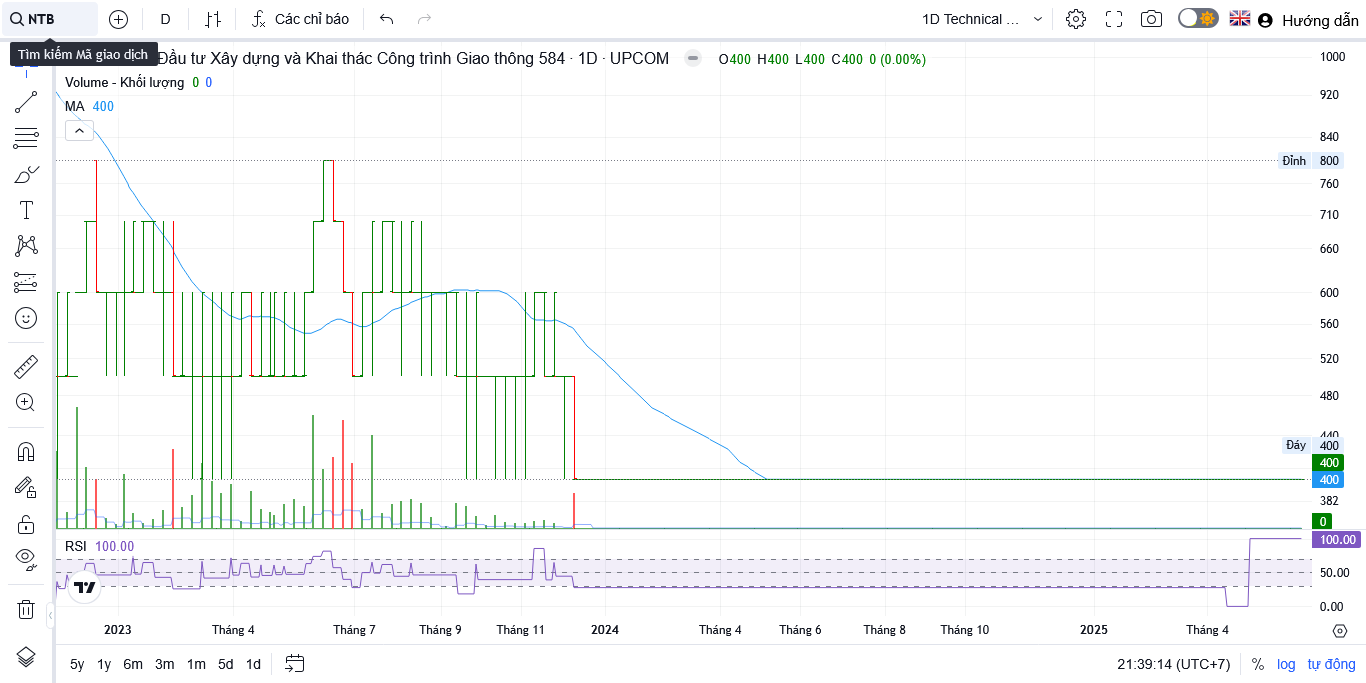 NTB
D
Các chỉ báo
1D Technical ...
Hướng dẫn
Tìm kiếm Mã giao dịch
Đầu tư Xây dựng và Khai thác Công trình Giao thông 584 · 1D · UPCOM
O400 H400 L400 C400 0 (0.00%)
Volume - Khối lượng 0 0
MA 400
1000
920
840
Đỉnh 800
760
710
660
600
560
520
480
440
Đáy 400
400
400
382
0
RSI 100.00
100.00
50.00
0.00
2023 Tháng 4 Tháng 7 Tháng 9 Tháng 11 2024 Tháng 4 Tháng 6 Tháng 8 Tháng 10 2025 Tháng 4
5y 1y 6m 3m 1m 5d 1d
21:39:14 (UTC+7) % log tự động